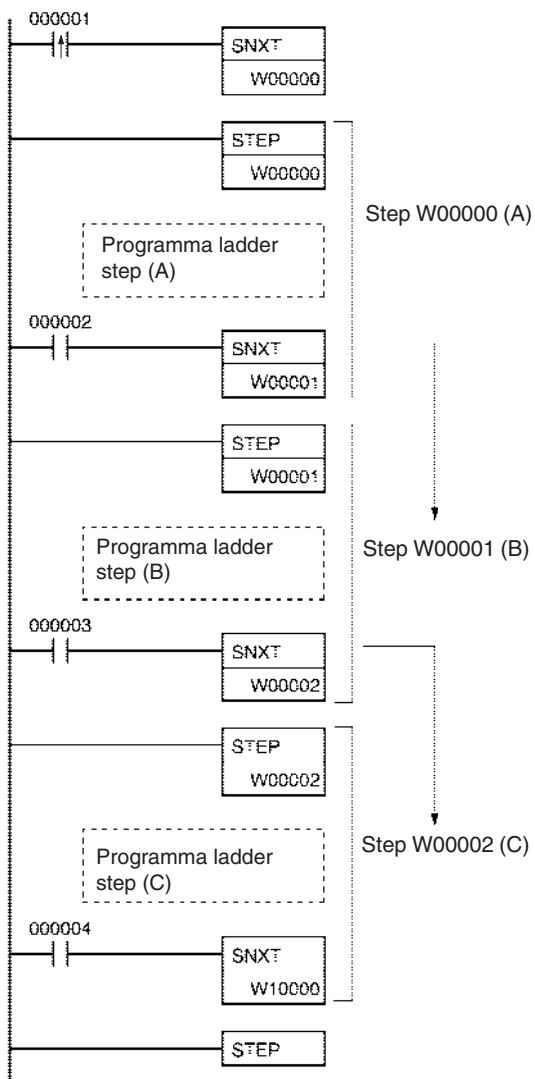 000001
SNXT
W00000
STEP
W00000
Step W00000 (A)
Programma ladder
step (A)
000002
SNXT
W00001
STEP
W00001
Programma ladder
step (B)
Step W00001 (B)
000003
SNXT
W00002
STEP
W00002
Programma ladder
step (C)
Step W00002 (C)
000004
SNXT
W10000
STEP